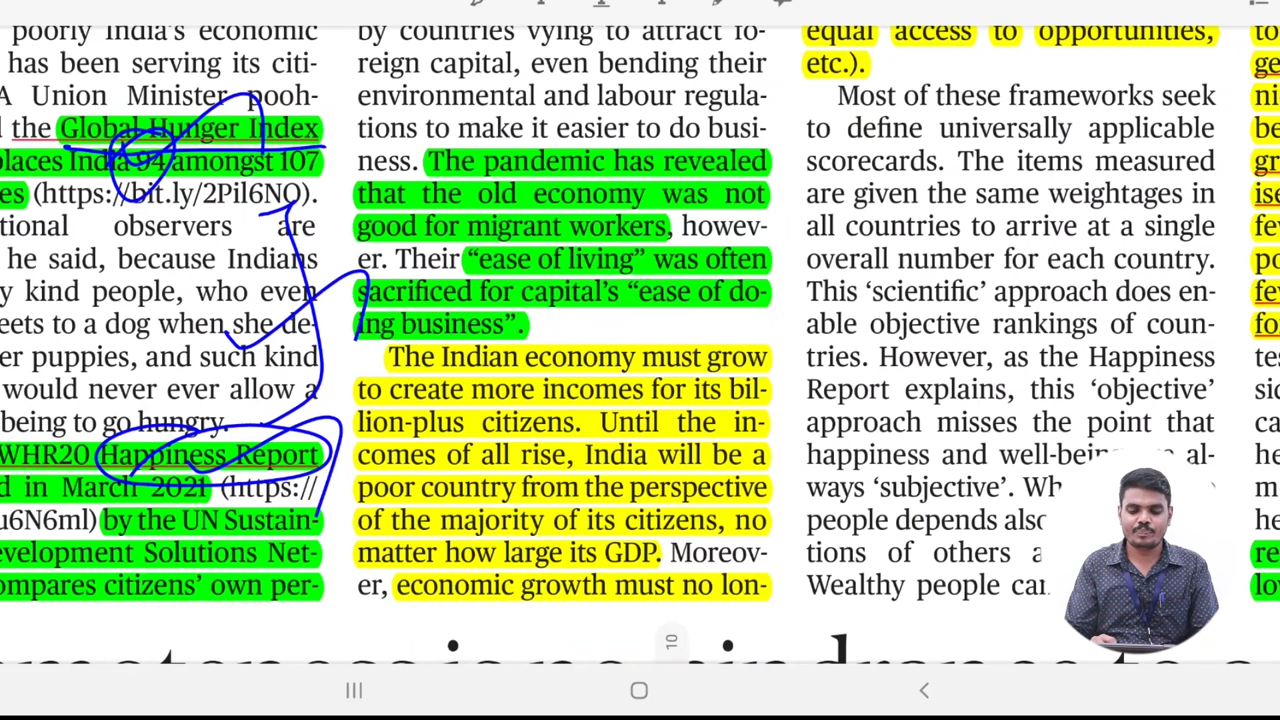 poorly India's economic
has been serving its citi-
A Union Minister pooh-
the Global Hunger Index
places India 94 amongst 107
(https://bit.ly/2Pil6NQ).
tional observers are
he said, because Indians
kind people, who even
to a dog when she de-
puppies, and such kind
would never ever allow a
being to go hungry.
WHR20 Happiness Report
in March 2021 (https://
u6N6ml) by the UN Sustain-
Development Solutions Net-
compares citizens' own per-
by countries vying to attract fo-
reign capital, even bending their
environmental and labour regula-
tions to make it easier to do busi-
ness. The pandemic has revealed
that the old economy was not
good for migrant workers, howev-
er. Their “ease of living” was often
sacrificed for capital's “ease of do-
ing business”.
The Indian economy must grow
to create more incomes for its bil-
lion-plus citizens. Until the in-
comes of all rise, India will be a
poor country from the perspective
of the majority of its citizens, no
matter how large its GDP. Moreov-
er, economic growth must no lon-
equal access to opportunities,
etc.).
Most of these frameworks seek
to define universally applicable
scorecards. The items measured
are given the same weightages in
all countries to arrive at a single
overall number for each country.
This ‘scientific’ approach does en-
able objective rankings of coun-
tries. However, as the Happiness
Report explains, this ‘objective’
approach misses the point that
happiness and well-being al-
ways ‘subjective’.
people depends also
tions of others
Wealthy people can
10